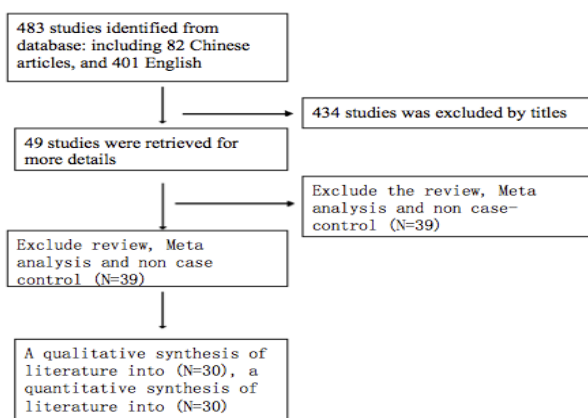 483 studies identified from
database: including 82 Chinese
articles, and 401 English
434 studies was excluded by titles
49 studies were retrieved for
more details
Exclude the review, Meta
analysis and non case-
control (N=39)
Exclude review, Meta
analysis and non case
control (N=39)
A qualitative synthesis of
literature into (N=30), a
quantitative synthesis of
literature into (N=30)